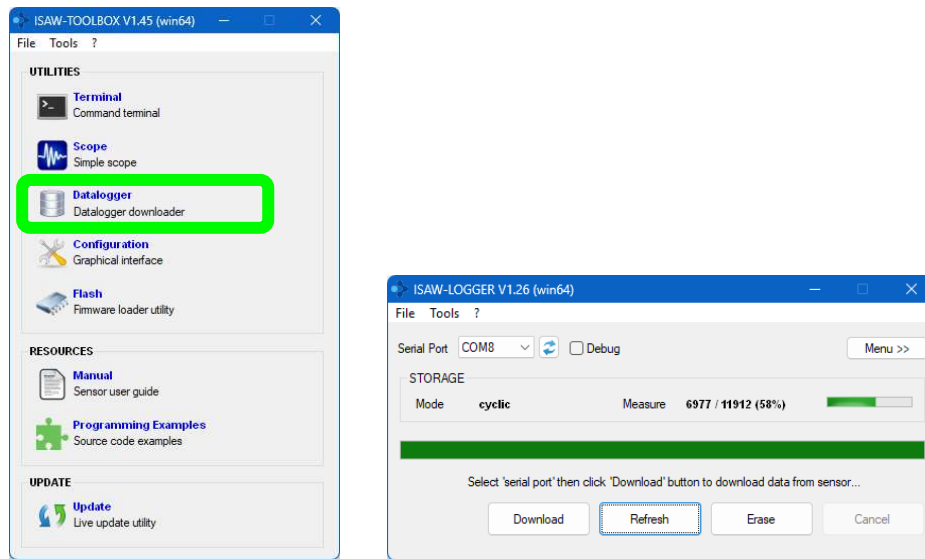 ISAW-TOOLBOX V1.45 (win64)
File Tools ?
UTILITIES
Terminal
Command terminal
Scope
Simple scope
Datalogger
Datalogger downloader
Configuration
Graphical interface
Flash
Firmware loader utility
RESOURCES
Manual
Sensor user guide
Programming Examples
Source code examples
UPDATE
Update
Live update utility
ISAW-LOGGER V1.26 (win64)
File Tools ?
Serial Port COM8 Debug Menu >>
STORAGE
Mode cyclic Measure 6977 / 11912 (58%)
Select 'serial port' then click 'Download' button to download data from sensor...
Download Refresh Erase Cancel